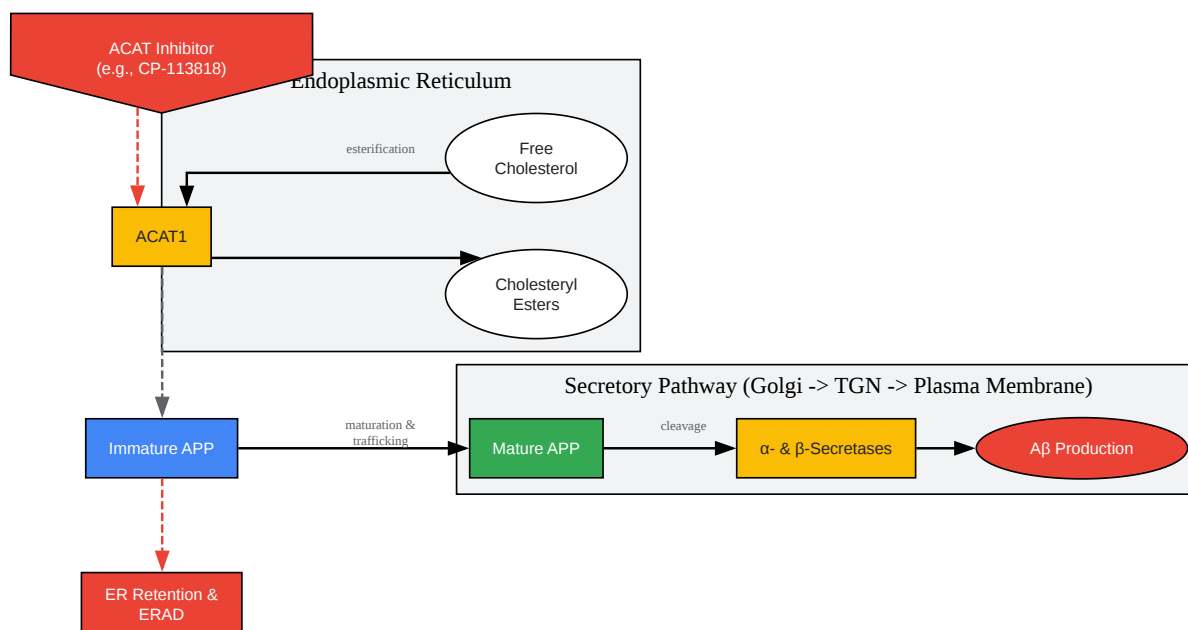 ACAT Inhibitor
(e.g., CP-113818)
Endoplasmic Reticulum
esterification
Free
Cholesterol
ACAT1
Cholesteryl
Esters
Secretory Pathway (Golgi -> TGN -> Plasma Membrane)
Immature APP
maturation &
trafficking
Mature APP
cleavage
α- & β-Secretases
Aβ Production
ER Retention &
ERAD